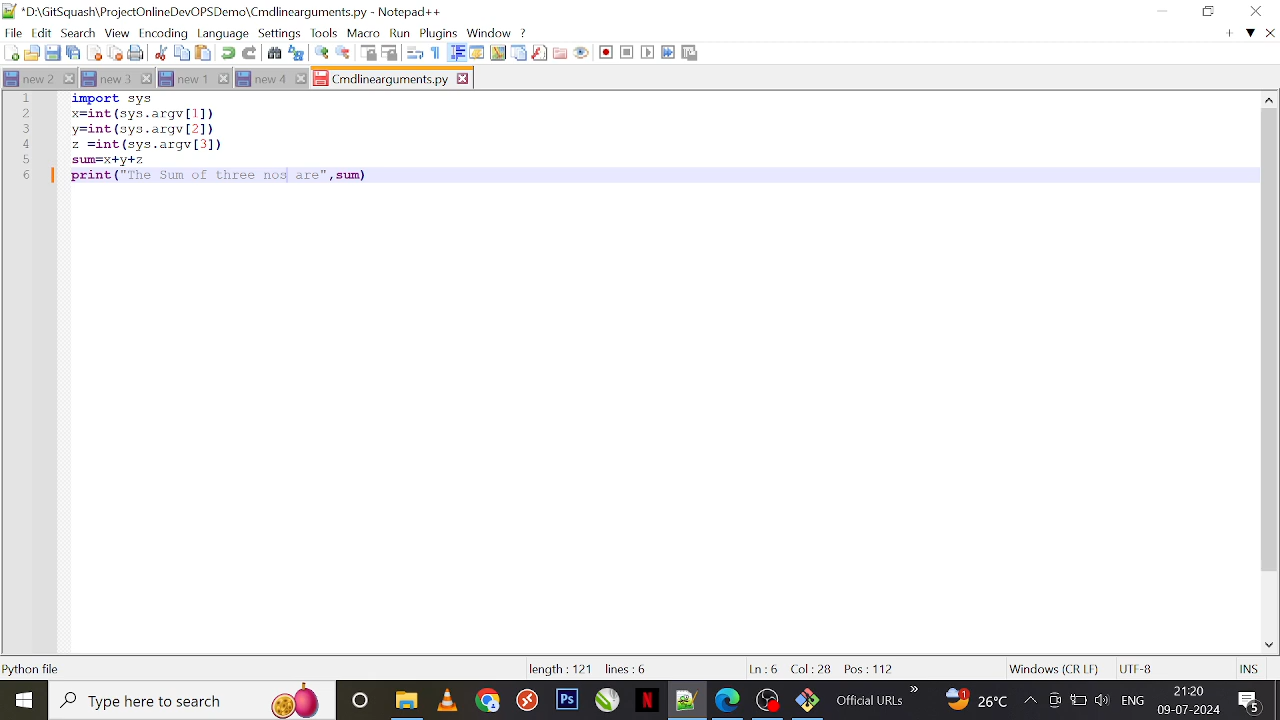 *D:\GitSquash\ProjectOnlineDevOPSDemo\Cmdlinearguments.py - Notepad++
File Edit Search View Encoding Language Settings Tools Macro Run Plugins Window ?
new 2 new 3 new 1 new 4 Cmdlinearguments.py
1 import sys
2 x=int(sys.argv[1])
3 y=int(sys.argv[2])
4 z =int(sys.argv[3])
5 sum=x+y+z
6 print("The Sum of three nos are",sum)
Python file length : 121 lines : 6 Ln : 6 Col : 28 Pos : 112 Windows (CR LF) UTF-8 INS
Type here to search Ps N Official URLs » 1 26°C ENG 21:20
09-07-2024 5